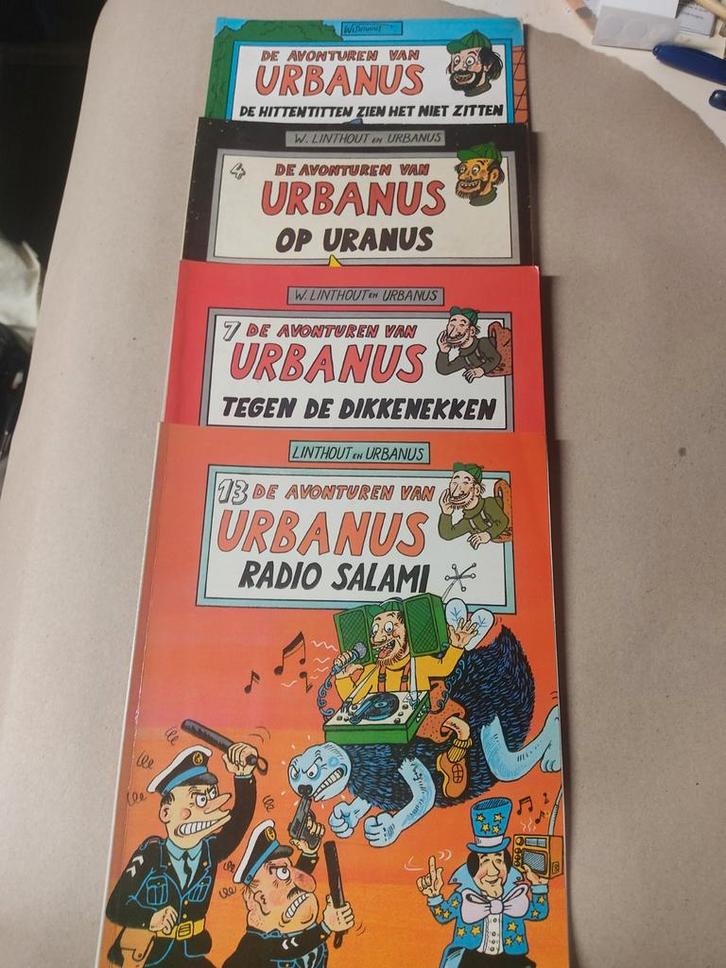 DE AVONTUREN VAN
URBANUS
DE HITTENTITTEN ZIEN HET NIET ZITTEN
W. LINTHOUT EN URBANUS
4
DE AVONTUREN VAN
URBANUS
OP URANUS
W. LINTHOUT EN URBANUS
7 DE AVONTUREN VAN
URBANUS
TEGEN DE DIKKENEKKEN
LINTHOUT EN URBANUS
13 DE AVONTUREN VAN
URBANUS
RADIO SALAMI